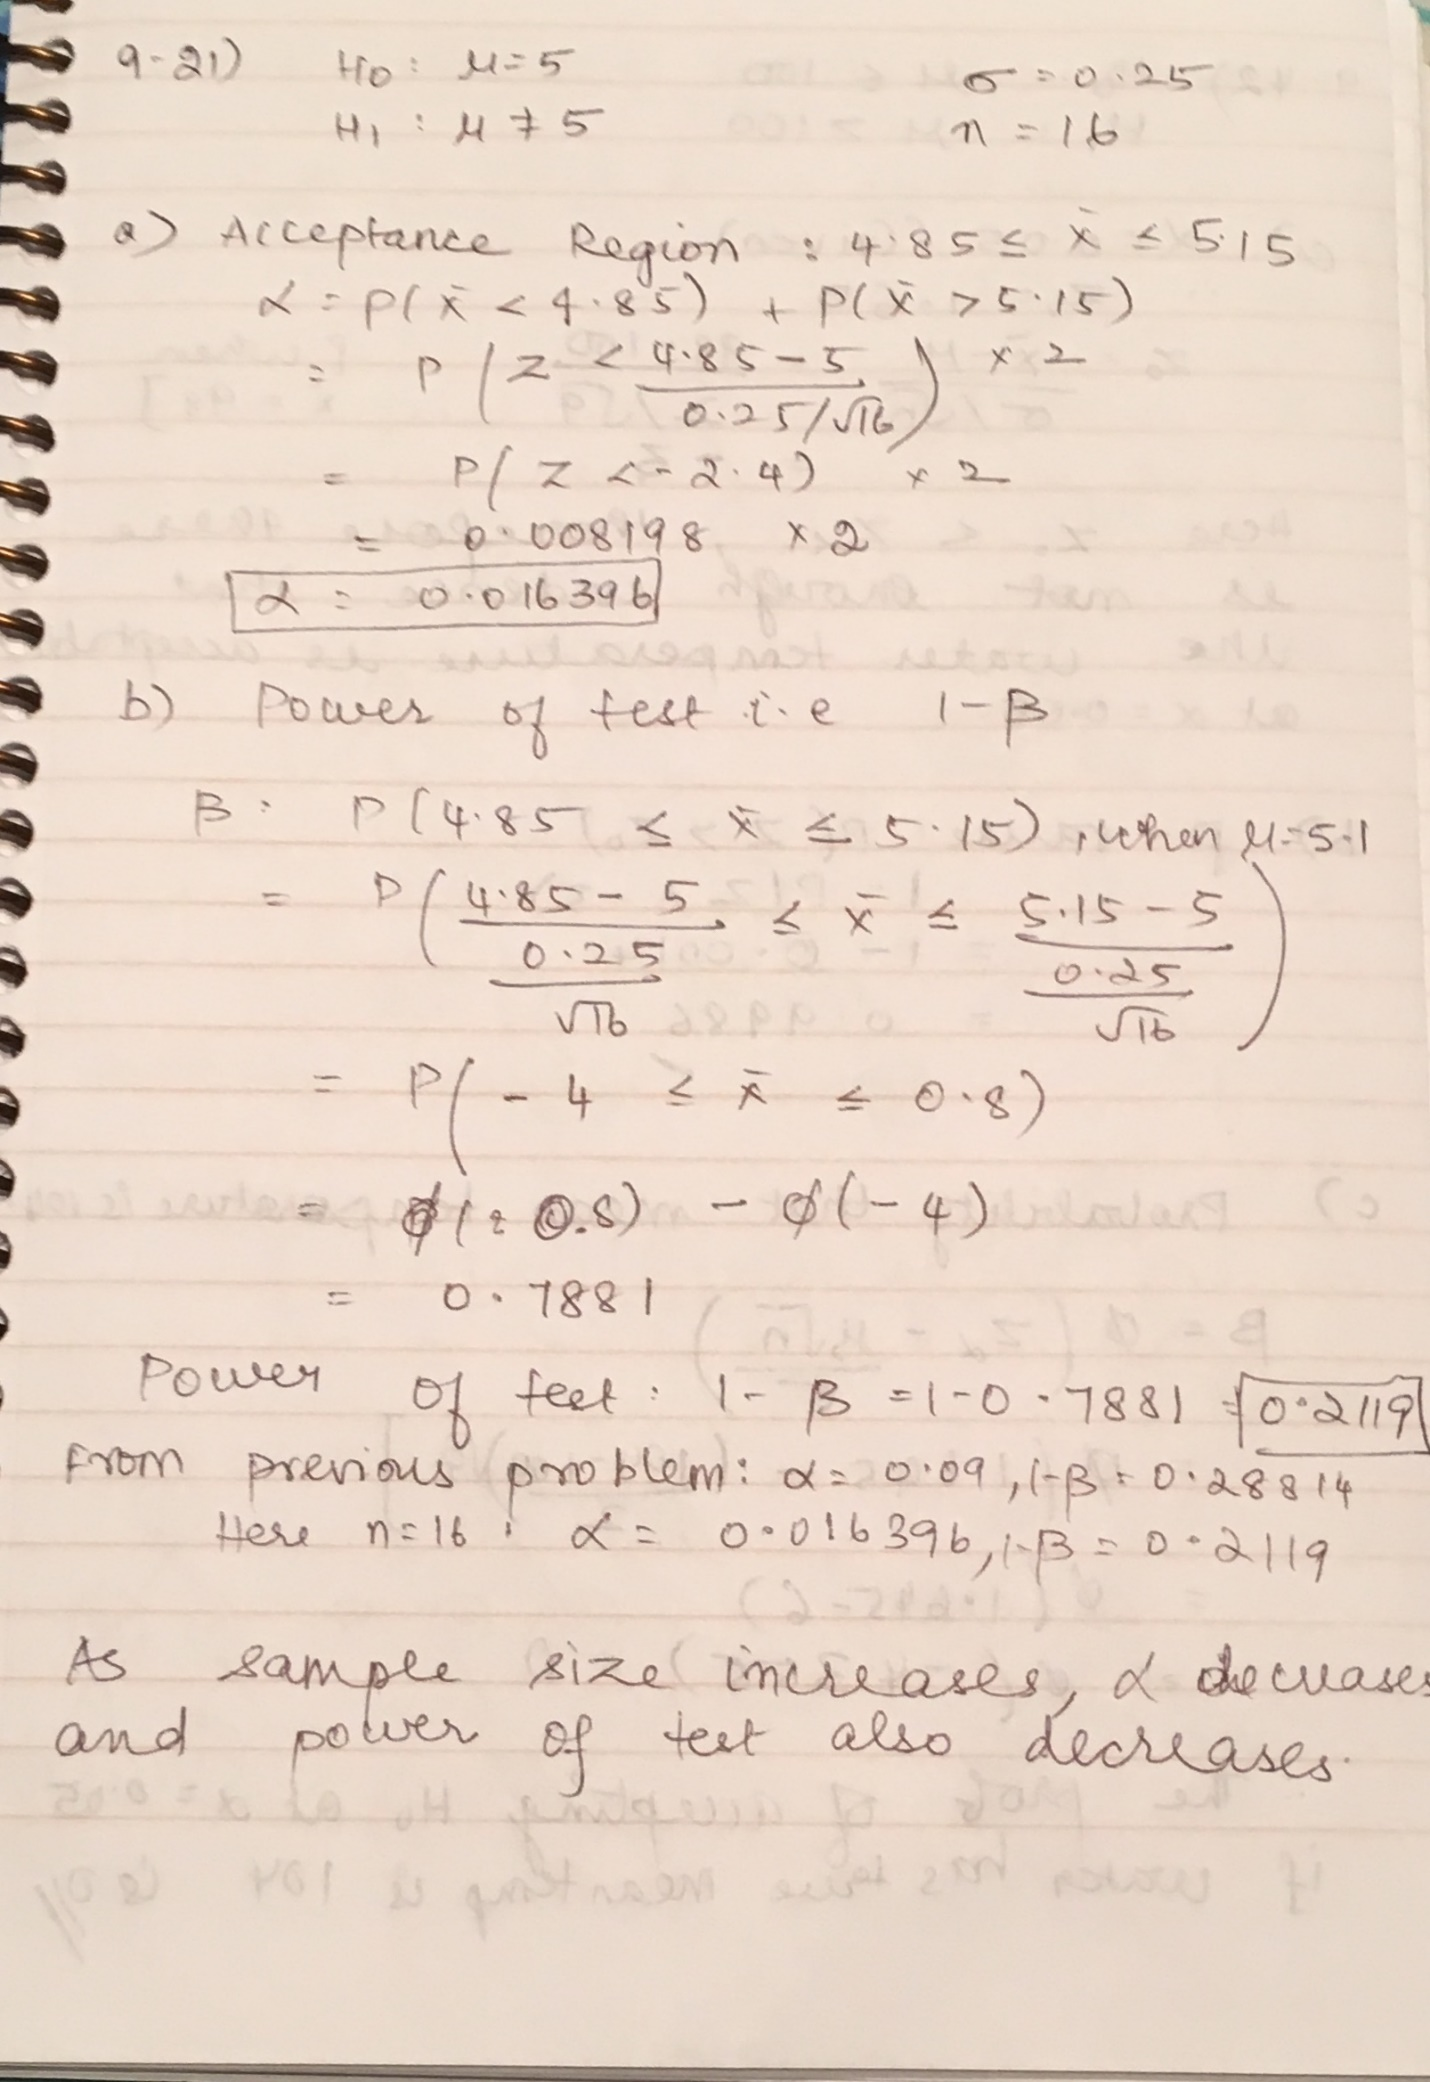 9-21) H₀ : μ = 5 σ = 0.25
H₁ : μ ≠ 5 n = 16
a) Acceptance Region : 4.85 ≤ x̄ ≤ 5.15
α = P(x̄ < 4.85) + P(x̄ > 5.15)
= P(Z < (4.85 - 5)/(0.25/√16)) × 2
= P(Z < -2.4) × 2
= 0.008198 × 2
α = 0.016396
b) Power of test i.e 1-β
β : P(4.85 ≤ x̄ ≤ 5.15), when μ = 5.1
= P((4.85 - 5)/(0.25/√16) ≤ x̄ ≤ (5.15 - 5)/(0.25/√16))
= P(-4 ≤ x̄ ≤ 0.8)
= ϕ(0.8) - ϕ(-4)
= 0.7881
Power of test : 1 - β = 1 - 0.7881 = 0.2119
From previous problem : α = 0.09, 1-β = 0.28814
Here n = 16 , α = 0.016396, 1-β = 0.2119
As sample size increases, α decreases
and power of test also decreases.